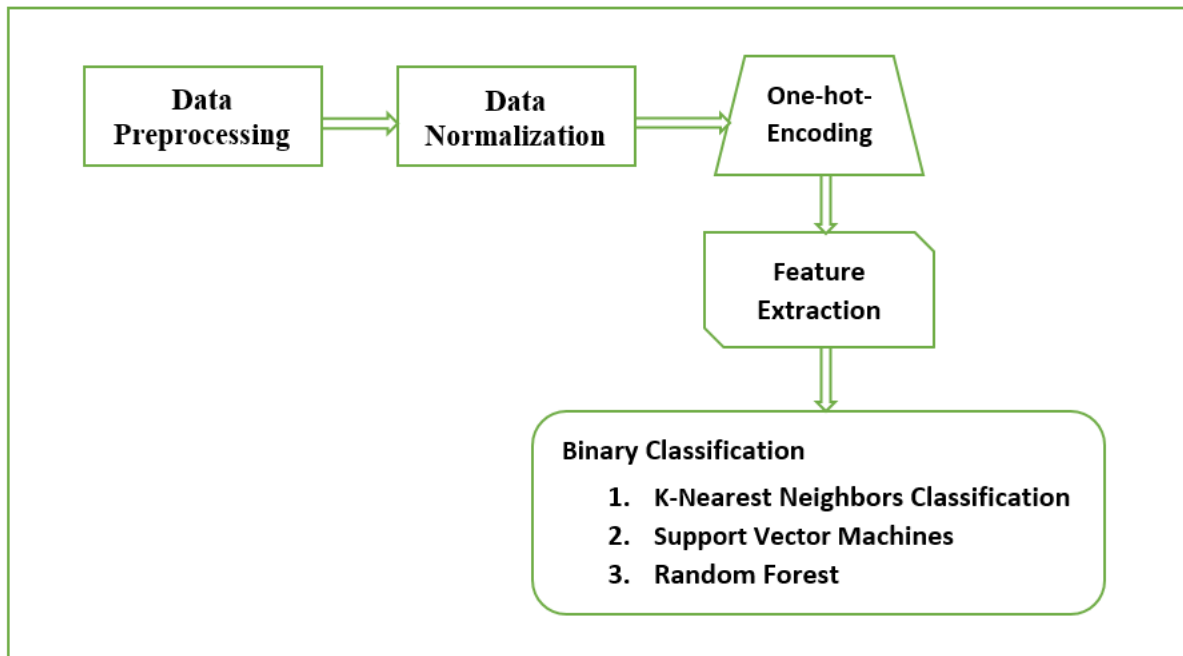 Data
Preprocessing
Data
Normalization
One-hot-
Encoding
Feature
Extraction
Binary Classification
1. K-Nearest Neighbors Classification
2. Support Vector Machines
3. Random Forest